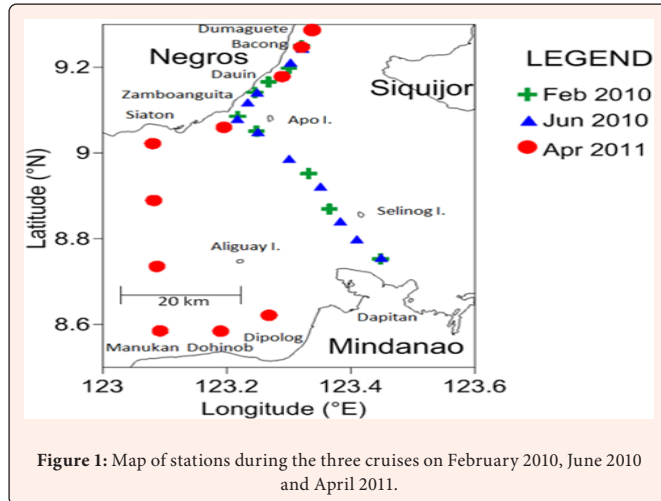 Dumaguete
Negros
Bacong
LEGEND
9.2
Dauin
Siquijor
Feb 2010
Zamboanguita
Jun 2010
Siaton
Apo I.
Apr 2011
9
Latitude (°N)
Selinog I.
8.8
Aliguay I.
20 km
8.6
Dapitan
Manukan Dohinob Dipolog
Mindanao
123 123.2 123.4 123.6
Longitude (°E)
Figure 1: Map of stations during the three cruises on February 2010, June 2010
and April 2011.